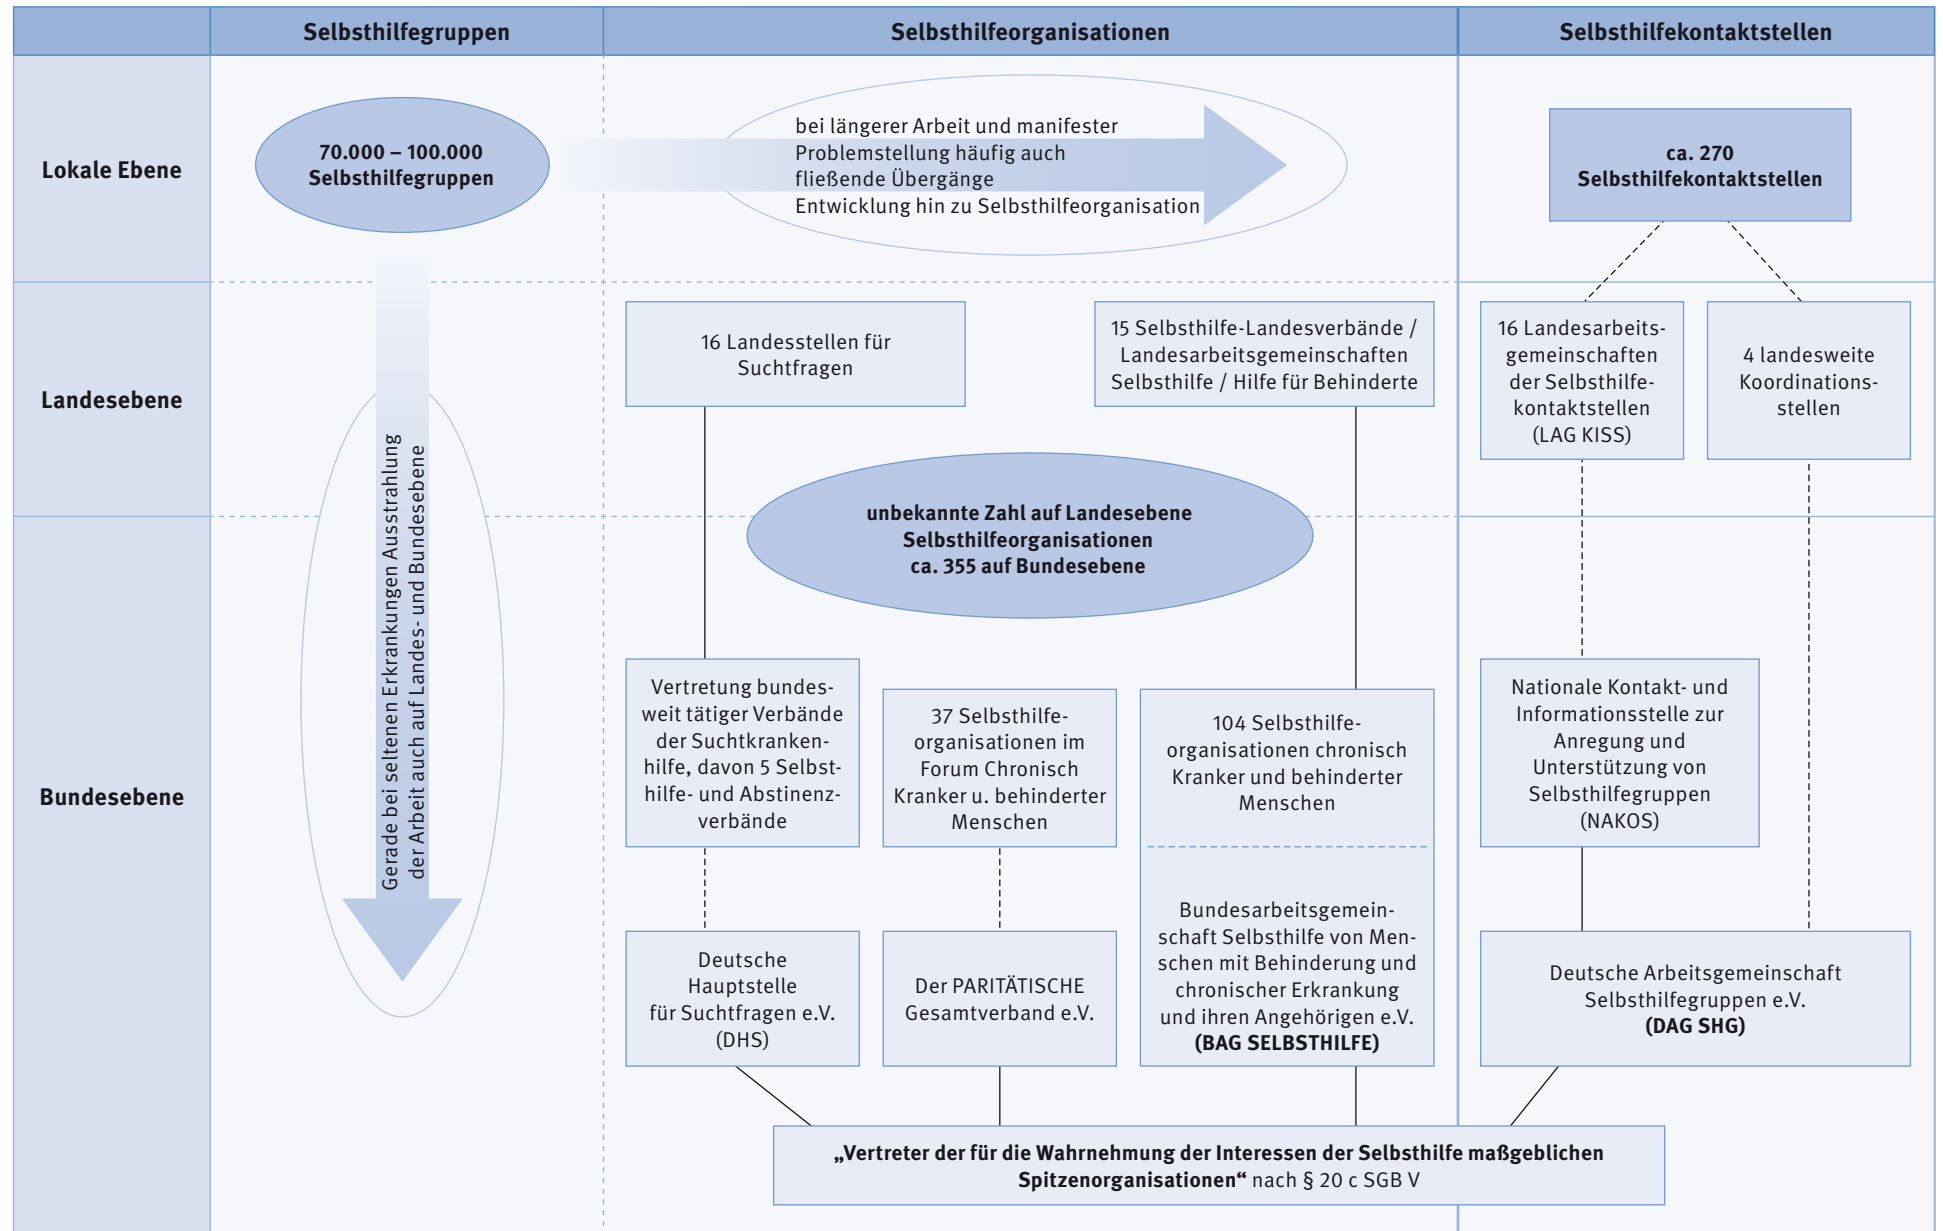 Selbsthilfegruppen
Selbsthilfeorganisationen
Selbsthilfekontaktstellen
Lokale Ebene
70.000 – 100.000
Selbsthilfegruppen
bei längerer Arbeit und manifester
Problemstellung häufig auch
fließende Übergänge
Entwicklung hin zu Selbsthilfeorganisation
ca. 270
Selbsthilfekontaktstellen
Landesebene
Gerade bei seltenen Erkrankungen Ausstrahlung
der Arbeit auch auf Landes- und Bundesebene
16 Landesstellen für
Suchtfragen
15 Selbsthilfe-Landesverbände /
Landesarbeitsgemeinschaften
Selbsthilfe / Hilfe für Behinderte
16 Landesarbeits-
gemeinschaften
der Selbsthilfe-
kontaktstellen
(LAG KISS)
4 landesweite
Koordinations-
stellen
unbekannte Zahl auf Landesebene
Selbsthilfeorganisationen
ca. 355 auf Bundesebene
Bundesebene
Vertretung bundes-
weit tätiger Verbände
der Suchtkranken-
hilfe, davon 5 Selbst-
hilfe- und Abstinenz-
verbände
37 Selbsthilfe-
organisationen im
Forum Chronisch
Kranker u. behinderter
Menschen
104 Selbsthilfe-
organisationen chronisch
Kranker und behinderter
Menschen
Nationale Kontakt- und
Informationsstelle zur
Anregung und
Unterstützung von
Selbsthilfegruppen
(NAKOS)
Deutsche
Hauptstelle
für Suchtfragen e.V.
(DHS)
Der PARITÄTISCHE
Gesamtverband e.V.
Bundesarbeitsgemein-
schaft Selbsthilfe von Men-
schen mit Behinderung und
chronischer Erkrankung
und ihren Angehörigen e.V.
(BAG SELBSTHILFE)
Deutsche Arbeitsgemeinschaft
Selbsthilfegruppen e.V.
(DAG SHG)
„Vertreter der für die Wahrnehmung der Interessen der Selbsthilfe maßgeblichen
Spitzenorganisationen“ nach § 20 c SGB V